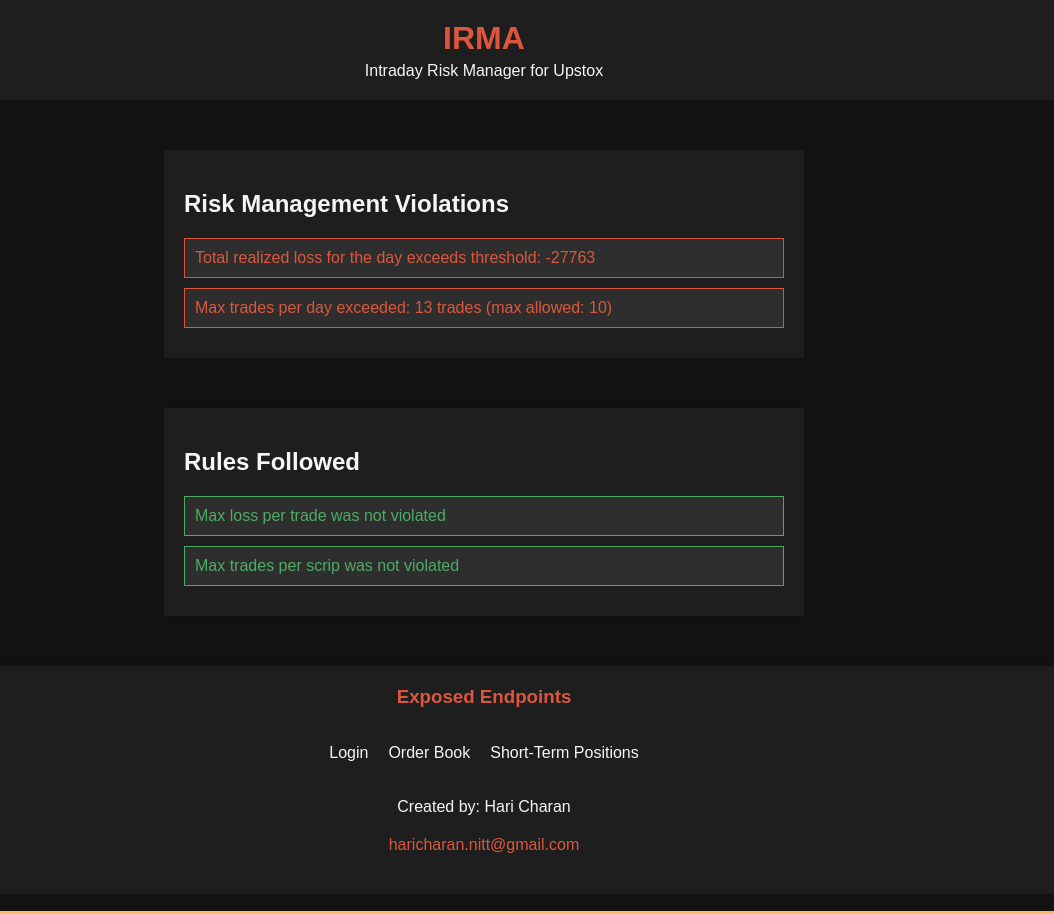 IRMA
Intraday Risk Manager for Upstox
Risk Management Violations
Total realized loss for the day exceeds threshold: -27763
Max trades per day exceeded: 13 trades (max allowed: 10)
Rules Followed
Max loss per trade was not violated
Max trades per scrip was not violated
Exposed Endpoints
Login Order Book Short-Term Positions
Created by: Hari Charan
haricharan.nitt@gmail.com